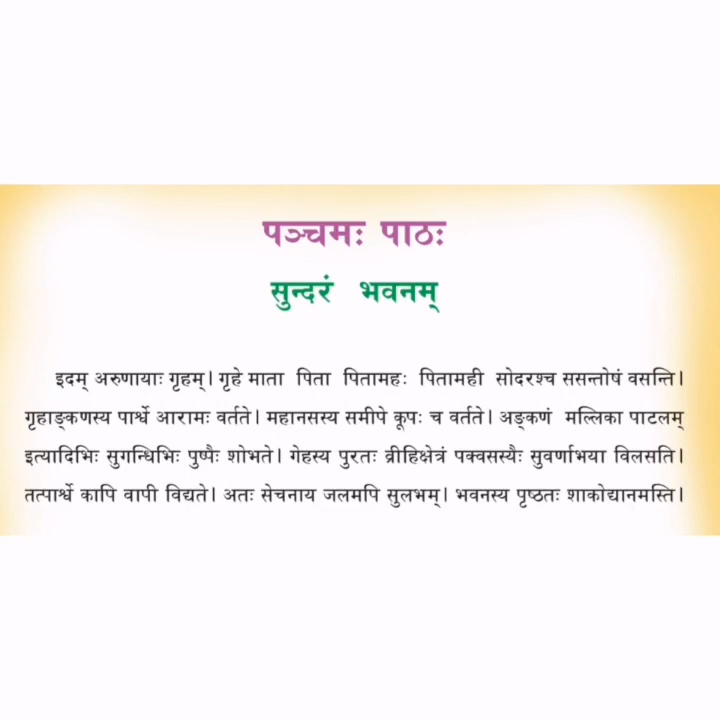 पञ्चमः पाठः
सुन्दरं भवनम्
इदम् अरुणायाः गृहम्। गृहे माता पिता पितामहः पितामही सोदरश्च ससन्तोषं वसन्ति।
गृहाङ्कणस्य पार्श्वे आरामः वर्तते। महानसस्य समीपे कूपः च वर्तते। अङ्कणं मल्लिका पाटलम्
इत्यादिभिः सुगन्धिभिः पुष्पैः शोभते। गेहस्य पुरतः व्रीहिक्षेत्रं पक्वसस्यैः सुवर्णाभया विलसति।
तत्पार्श्वे कापि वापी विद्यते। अतः सेचनाय जलमपि सुलभम्। भवनस्य पृष्ठतः शाकोद्यानमस्ति।